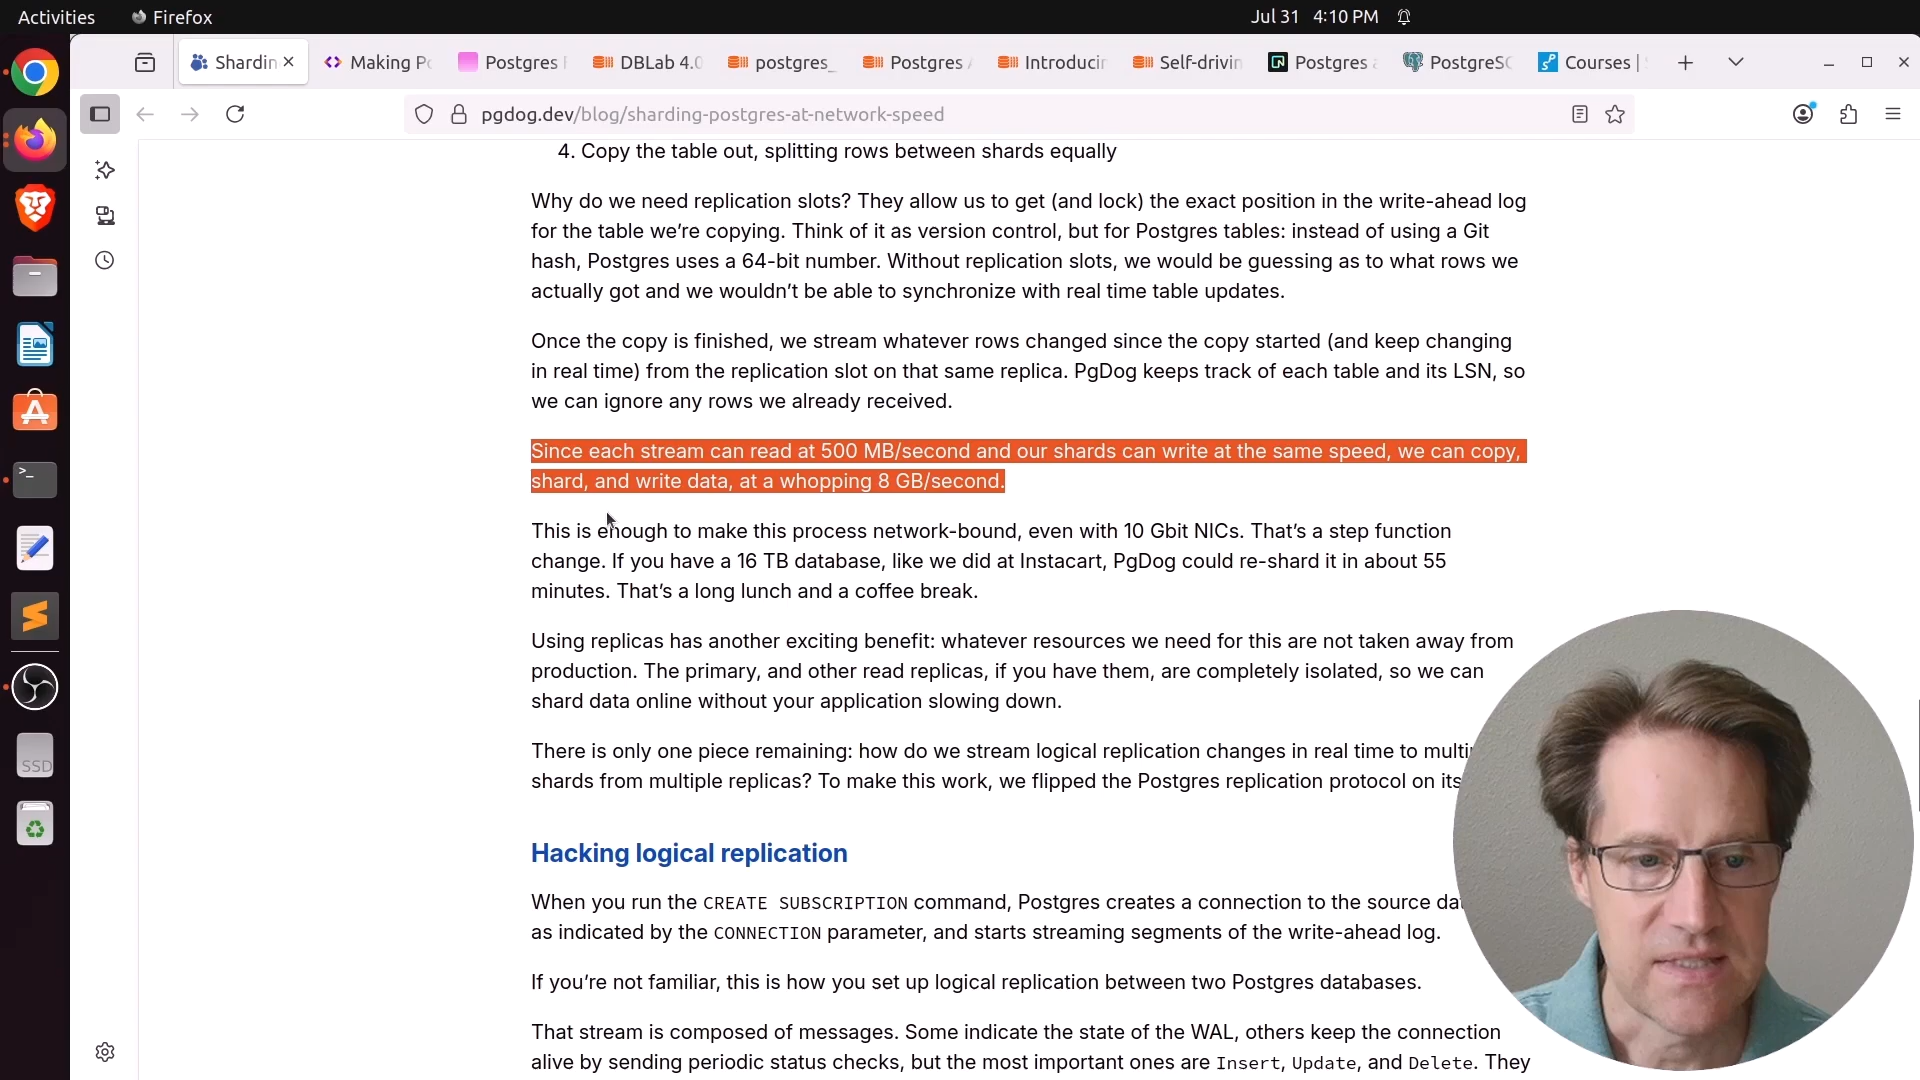 Activities
Firefox
Jul 31 4:10 PM
Shardin
Making Po
Postgres
DBLab 4.0
postgres_
Postgres
Introducin
Self-drivin
Postgres a
PostgreSQ
Courses |
pgdog.dev/blog/sharding-postgres-at-network-speed
4. Copy the table out, splitting rows between shards equally
Why do we need replication slots? They allow us to get (and lock) the exact position in the write-ahead log
for the table we’re copying. Think of it as version control, but for Postgres tables: instead of using a Git
hash, Postgres uses a 64-bit number. Without replication slots, we would be guessing as to what rows we
actually got and we wouldn’t be able to synchronize with real time table updates.
Once the copy is finished, we stream whatever rows changed since the copy started (and keep changing
in real time) from the replication slot on that same replica. PgDog keeps track of each table and its LSN, so
we can ignore any rows we already received.
Since each stream can read at 500 MB/second and our shards can write at the same speed, we can copy,
shard, and write data, at a whopping 8 GB/second.
This is enough to make this process network-bound, even with 10 Gbit NICs. That’s a step function
change. If you have a 16 TB database, like we did at Instacart, PgDog could re-shard it in about 55
minutes. That’s a long lunch and a coffee break.
Using replicas has another exciting benefit: whatever resources we need for this are not taken away from
production. The primary, and other read replicas, if you have them, are completely isolated, so we can
shard data online without your application slowing down.
There is only one piece remaining: how do we stream logical replication changes in real time to multi
shards from multiple replicas? To make this work, we flipped the Postgres replication protocol on its
Hacking logical replication
When you run the CREATE SUBSCRIPTION command, Postgres creates a connection to the source dat
as indicated by the CONNECTION parameter, and starts streaming segments of the write-ahead log.
If you’re not familiar, this is how you set up logical replication between two Postgres databases.
That stream is composed of messages. Some indicate the state of the WAL, others keep the connection
alive by sending periodic status checks, but the most important ones are Insert, Update, and Delete. They
SSD